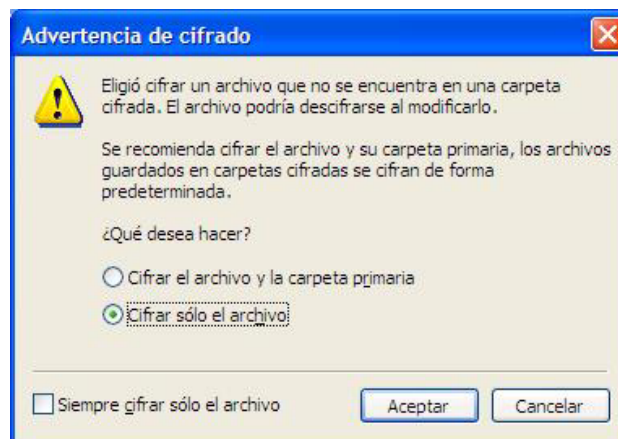 Advertencia de cifrado
Eligió cifrar un archivo que no se encuentra en una carpeta
cifrada. El archivo podría descifrarse al modificarlo.
Se recomienda cifrar el archivo y su carpeta primaria, los archivos
guardados en carpetas cifradas se cifran de forma
predeterminada.
¿Qué desea hacer?
Cifrar el archivo y la carpeta primaria
Cifrar sólo el archivo
Siempre cifrar sólo el archivo
Aceptar
Cancelar